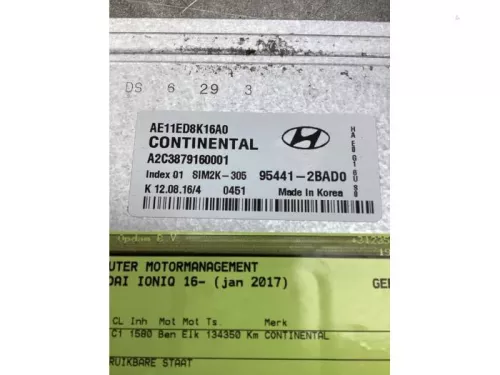 DS 6 29 3
AE11ED8K16A0
CONTINENTAL
A2C3879160001
Index 01 SIM2K-305 95441-2BAD0
K 12.08.16/4 0451 Made in Korea
UTER MOTORMANAGEMENT
DAI IONIQ 16- (jan 2017)
GE
CL Inh Mot Mot Ts. Merk
C1 1580 Ben Elk 134350 Km CONTINENTAL
RUIKBARE STAAT